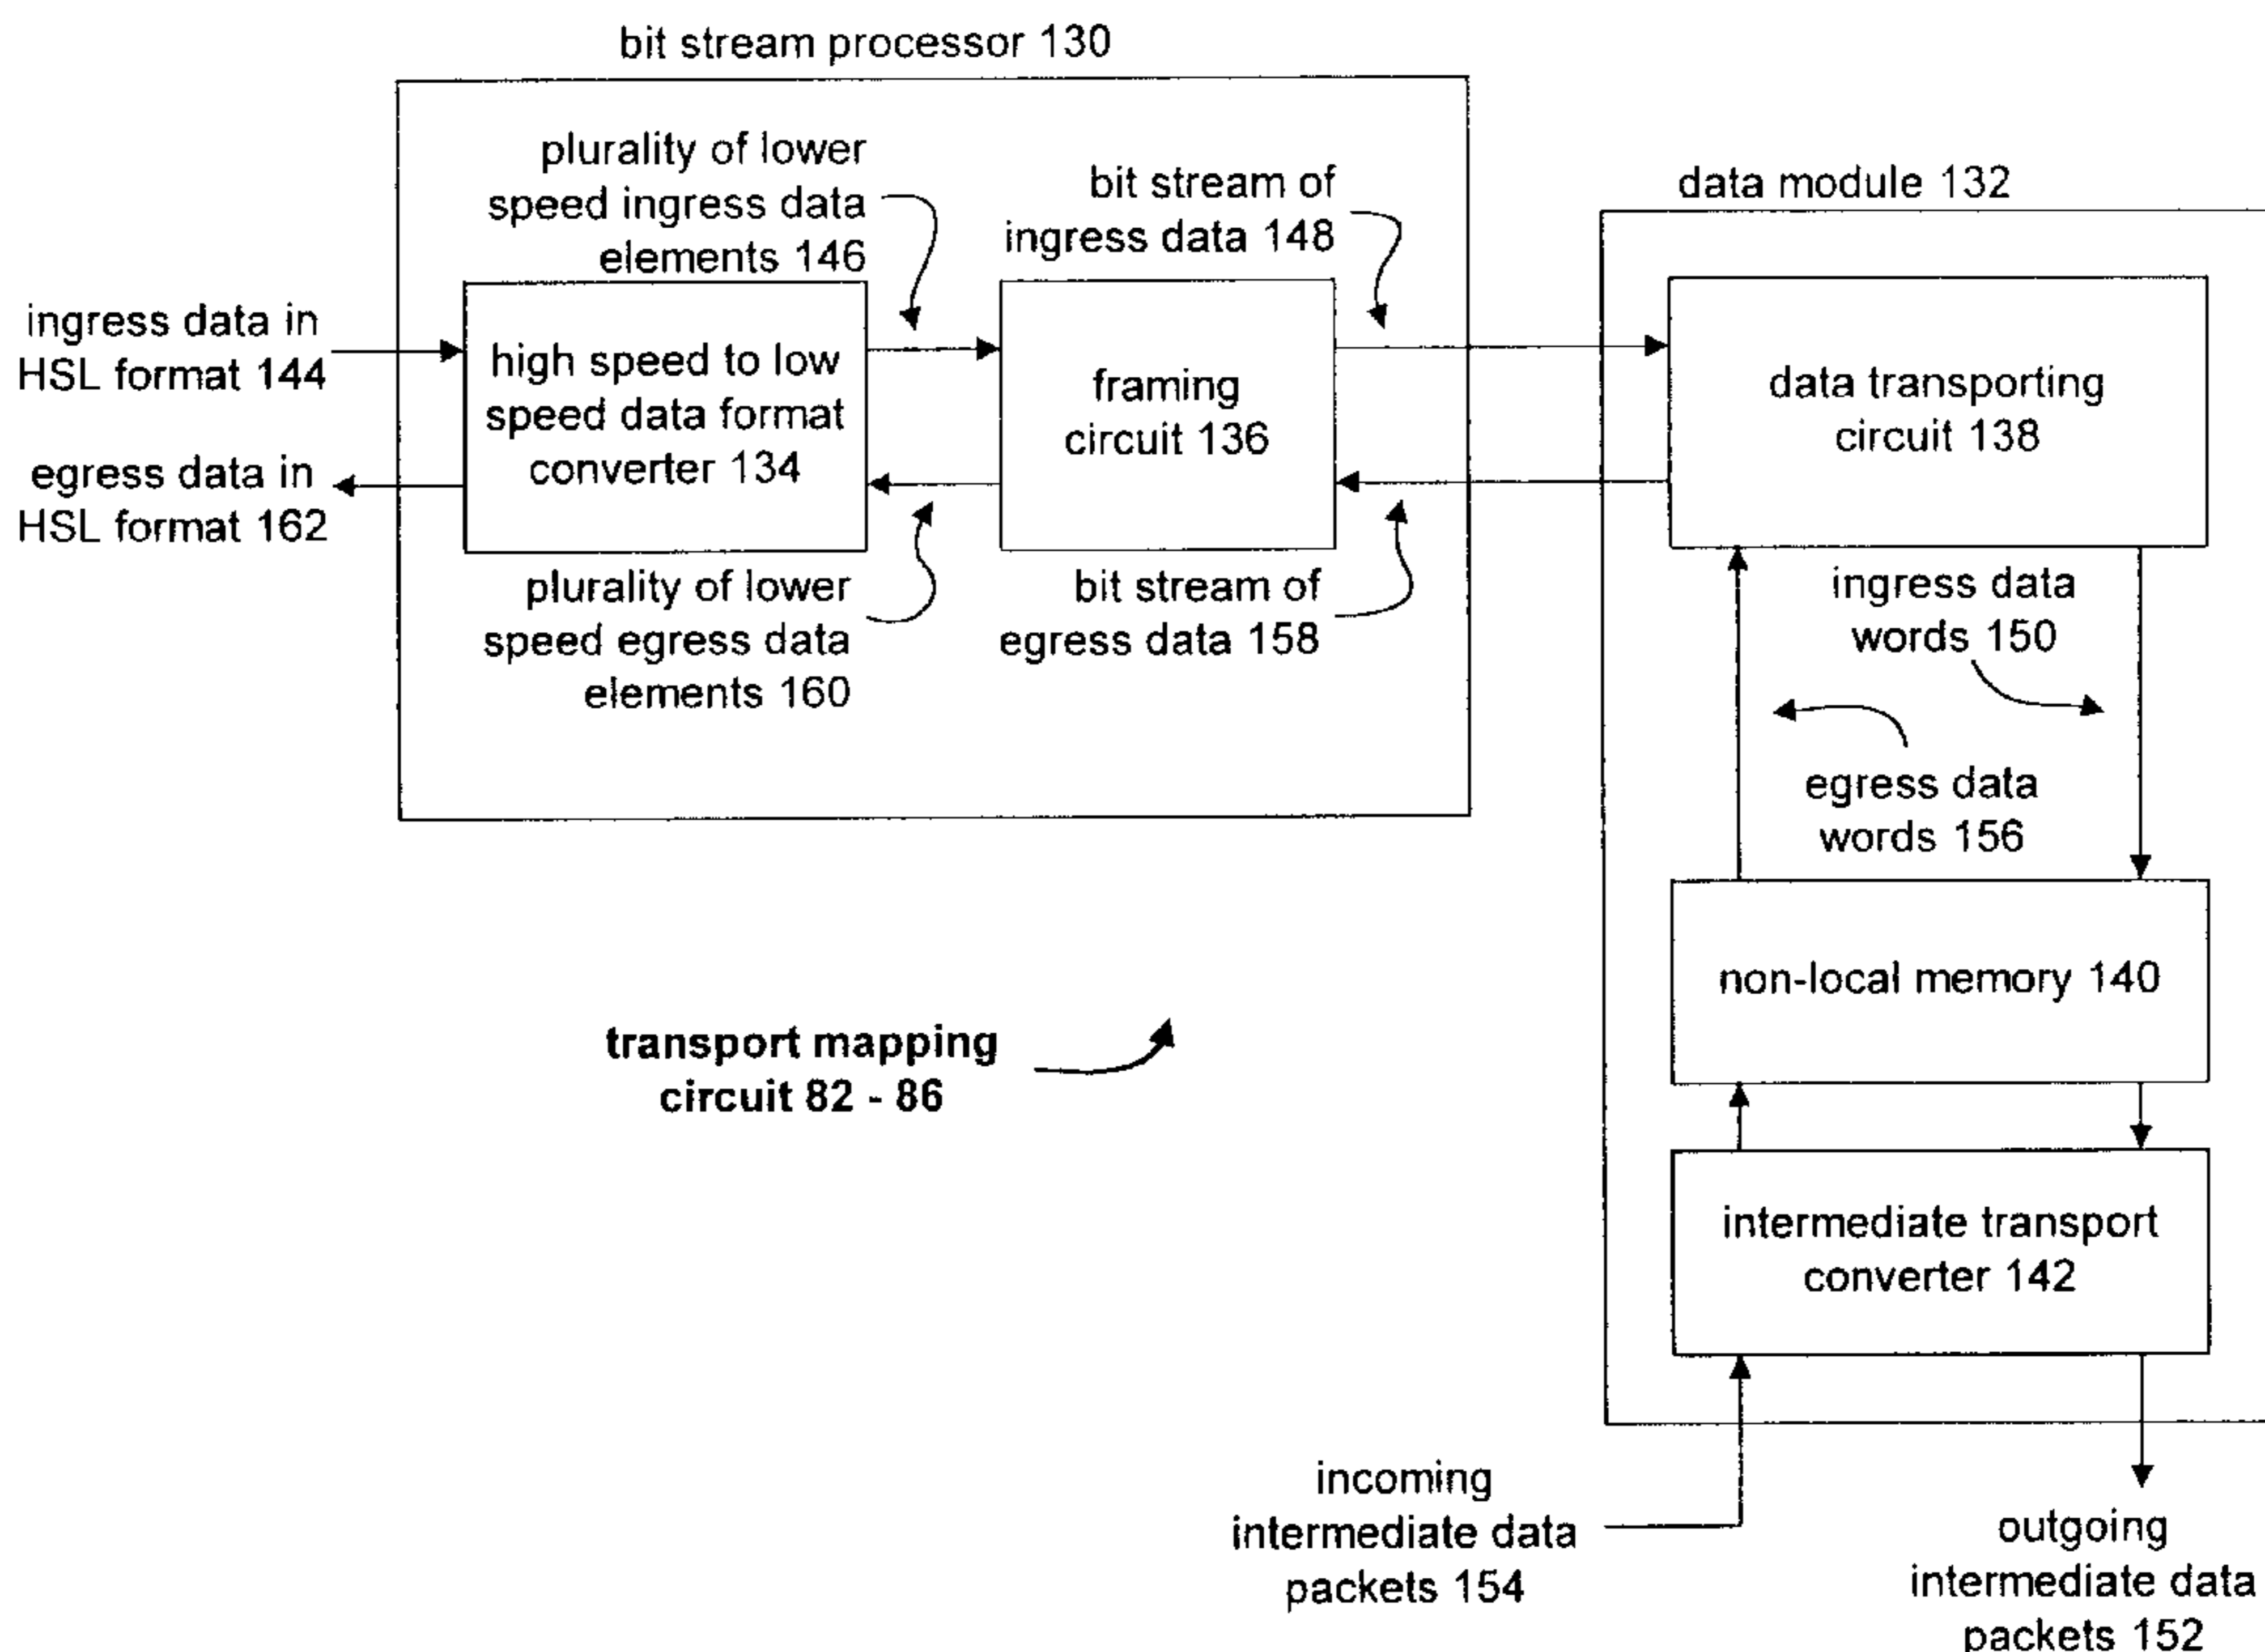 bit stream processor 130
plurality of lower
speed ingress data
elements 146
bit stream of
ingress data 148
data module 132
ingress data in
HSL format 144
high speed to low
speed data format
converter 134
framing
circuit 136
data transporting
circuit 138
egress data in
HSL format 162
plurality of lower
speed egress data
elements 160
bit stream of
egress data 158
ingress data
words 150
egress data
words 156
non-local memory 140
transport mapping
circuit 82 - 86
intermediate transport
converter 142
incoming
intermediate data
packets 154
outgoing
intermediate data
packets 152